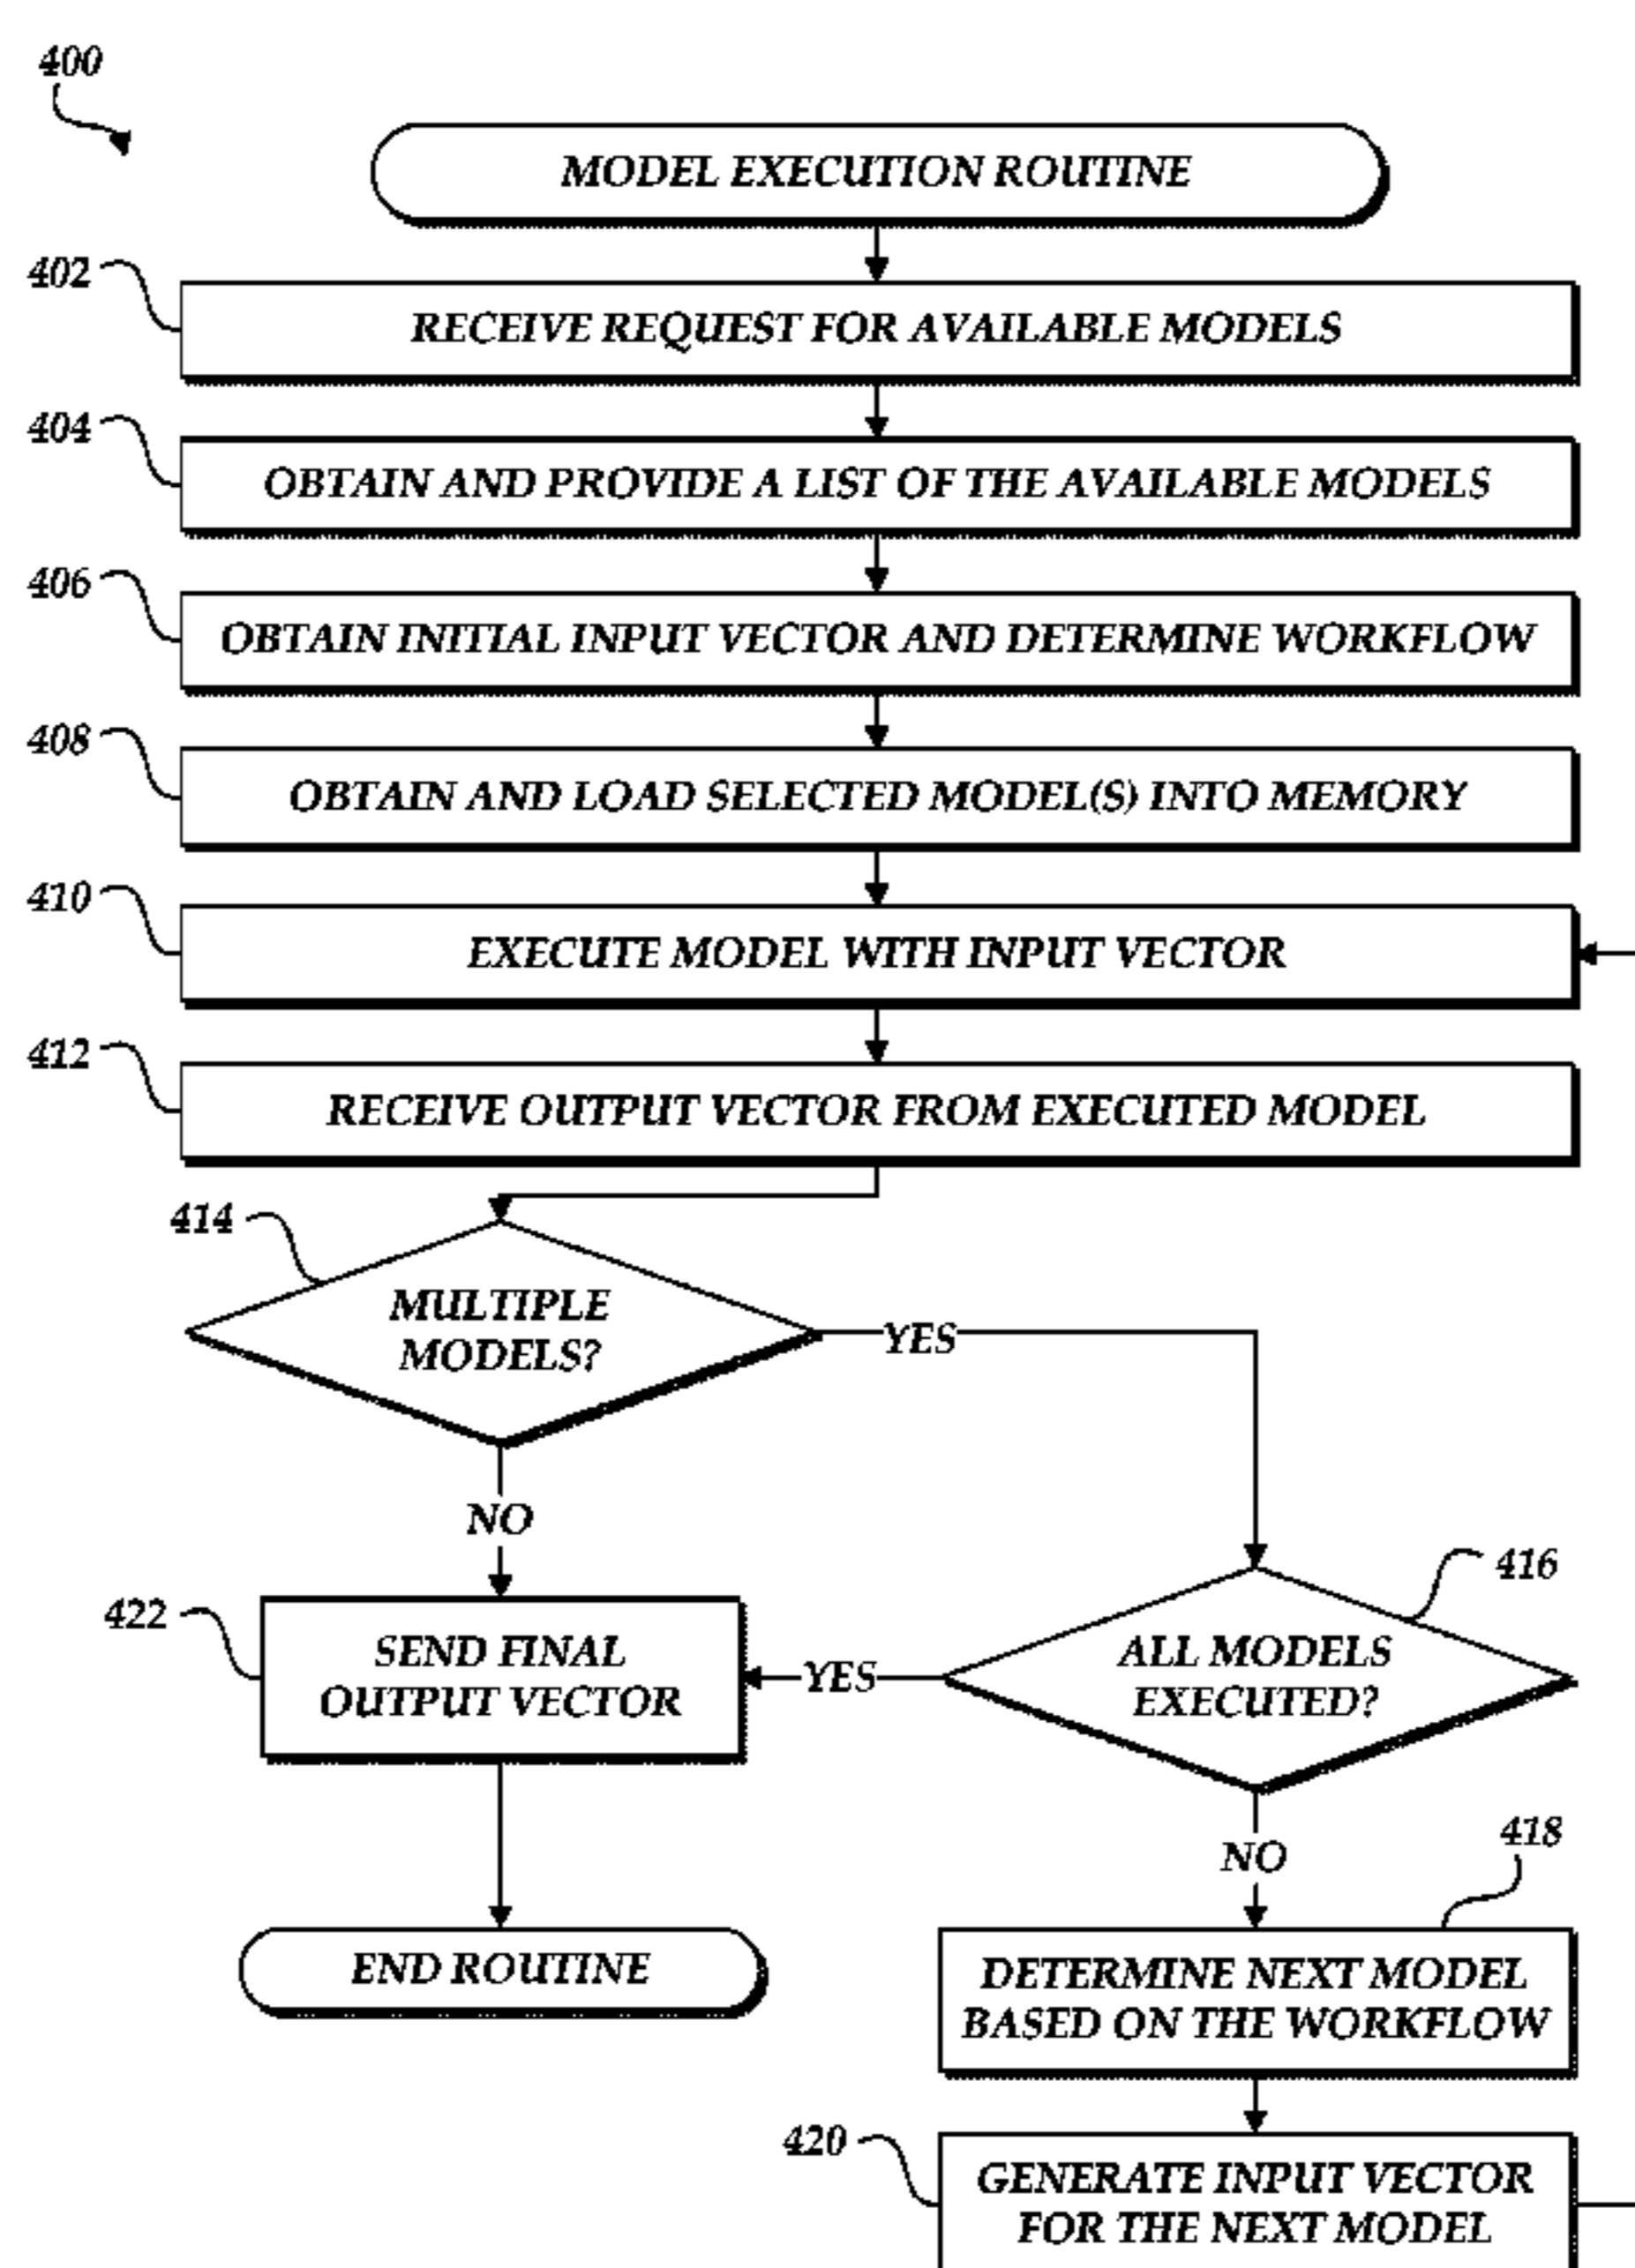 400
MODEL EXECUTION ROUTINE
402
RECEIVE REQUEST FOR AVAILABLE MODELS
404
OBTAIN AND PROVIDE A LIST OF THE AVAILABLE MODELS
406
OBTAIN INITIAL INPUT VECTOR AND DETERMINE WORKFLOW
408
OBTAIN AND LOAD SELECTED MODEL(S) INTO MEMORY
410
EXECUTE MODEL WITH INPUT VECTOR
412
RECEIVE OUTPUT VECTOR FROM EXECUTED MODEL
414
MULTIPLE
MODELS?
YES
NO
416
ALL MODELS
EXECUTED?
YES
422
SEND FINAL
OUTPUT VECTOR
NO
418
END ROUTINE
DETERMINE NEXT MODEL
BASED ON THE WORKFLOW
420
GENERATE INPUT VECTOR
FOR THE NEXT MODEL